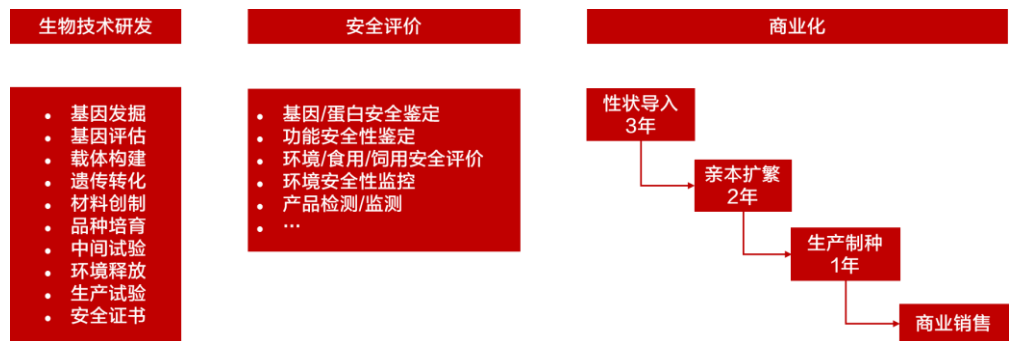 生物技术研发
安全评价
商业化
• 基因发掘
• 基因评估
• 载体构建
• 遗传转化
• 材料创制
• 品种培育
• 中间试验
• 环境释放
• 生产试验
• 安全证书
• 基因/蛋白安全鉴定
• 功能安全性鉴定
• 环境/食用/饲用安全评价
• 环境安全性监控
• 产品检测/监测
• …
性状导入
3年
亲本扩繁
2年
生产制种
1年
商业销售